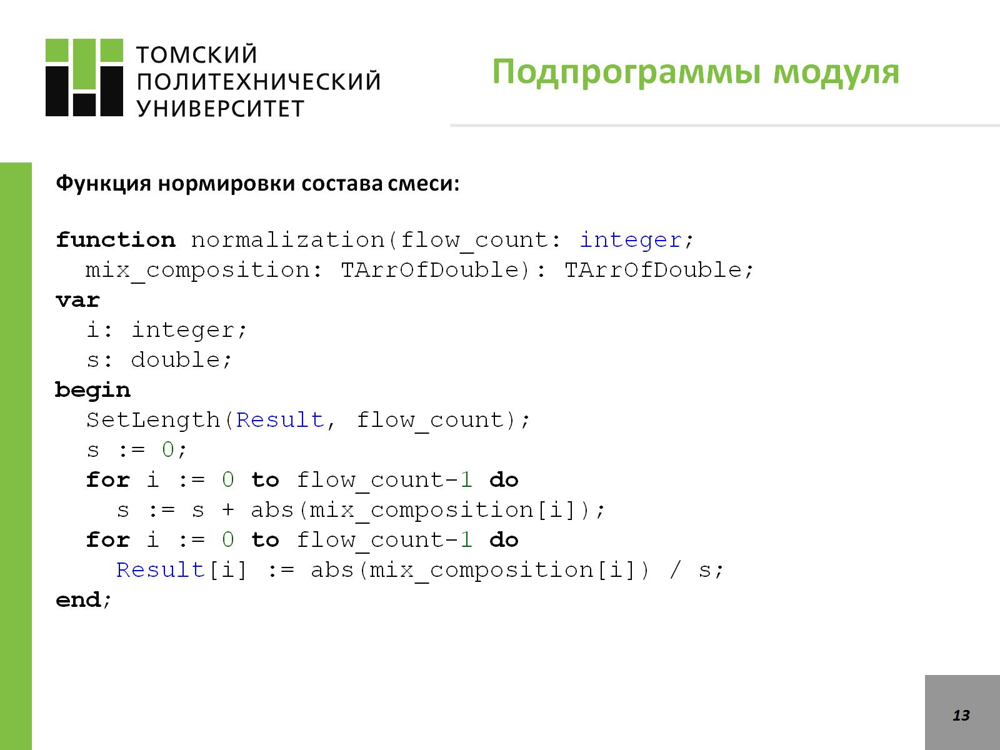 ТОМСКИЙ
ПОЛИТЕХНИЧЕСКИЙ
УНИВЕРСИТЕТ
Подпрограммы модуля
Функция нормировки состава смеси:
function normalization(flow_count: integer;
  mix_composition: TArrOfDouble): TArrOfDouble;
var
  i: integer;
  s: double;
begin
  SetLength(Result, flow_count);
  s := 0;
  for i := 0 to flow_count-1 do
    s := s + abs(mix_composition[i]);
  for i := 0 to flow_count-1 do
    Result[i] := abs(mix_composition[i]) / s;
end;
13